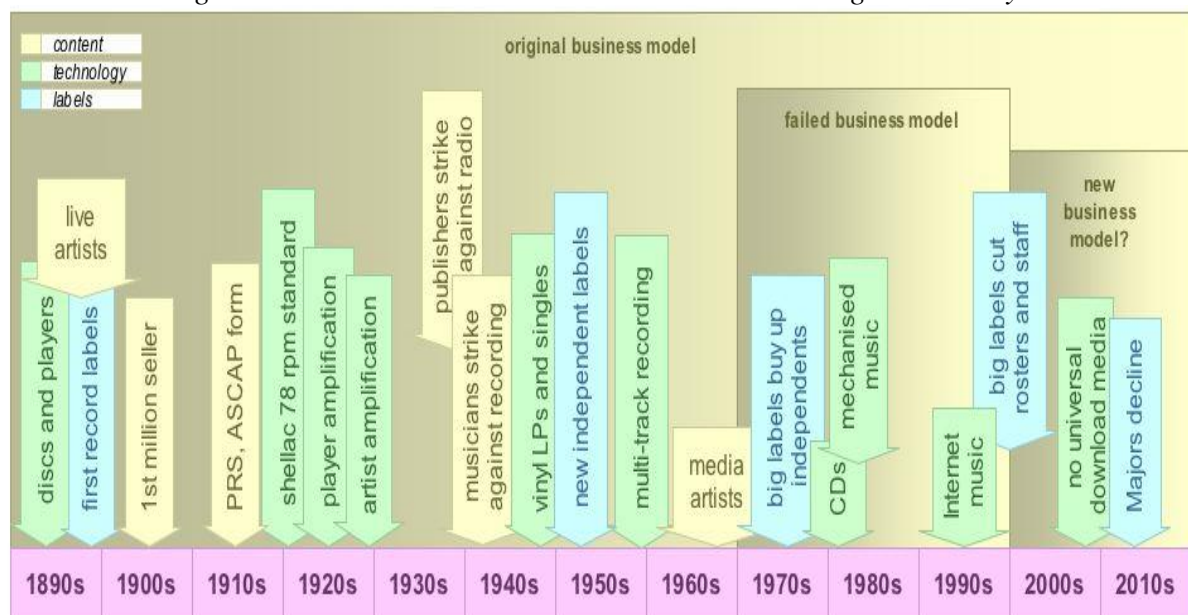 content
technology
labels
original business model
failed business model
new
business
model?
live
artists
discs and players
first record labels
1st million seller
PRS, ASCAP form
shellac 78 rpm standard
player amplification
artist amplification
publishers strike
against radio
musicians strike
against recording
vinyl LPs and singles
new independent labels
multi-track recording
media
artists
big labels buy up
independents
CDs
mechanised
music
Internet
music
big labels cut
rosters and staff
no universal
download media
Majors decline
1890s 1900s 1910s 1920s 1930s 1940s 1950s 1960s 1970s 1980s 1990s 2000s 2010s